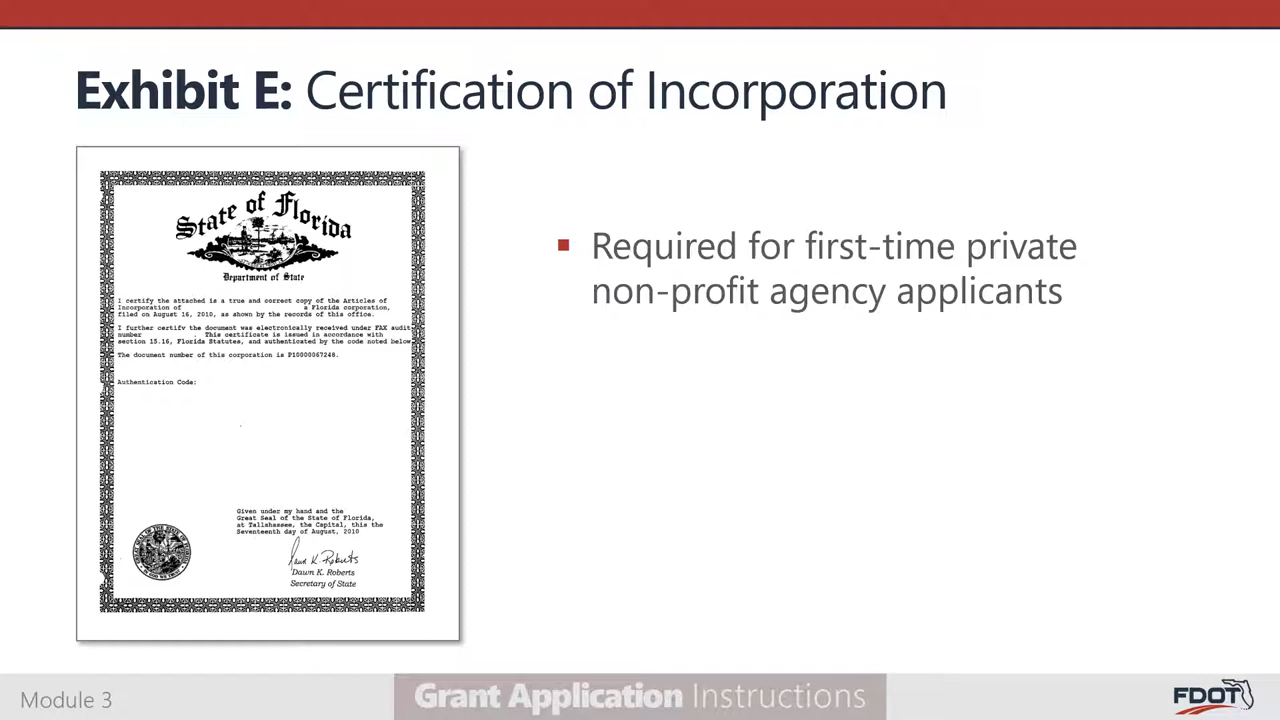 Exhibit E: Certification of Incorporation
State of Florida
Department of State
I certify the attached is a true and correct copy of the Articles of
Incorporation of a Florida corporation,
filed on August 16, 2010, as shown by the records of this office.
I further certify the document was electronically received under FAX audit
number . This certificate is issued in accordance with
section 15.16, Florida Statutes, and authenticated by the code noted below
The document number of this corporation is P10000067248.
Authentication Code:
Given under my hand and the
Great Seal of the State of Florida,
at Tallahassee, the Capital, this the
Seventeenth day of August, 2010
Dawn K. Roberts
Dawn K. Roberts
Secretary of State
Required for first-time private
non-profit agency applicants
Module 3
Grant Application Instructions
FDOT